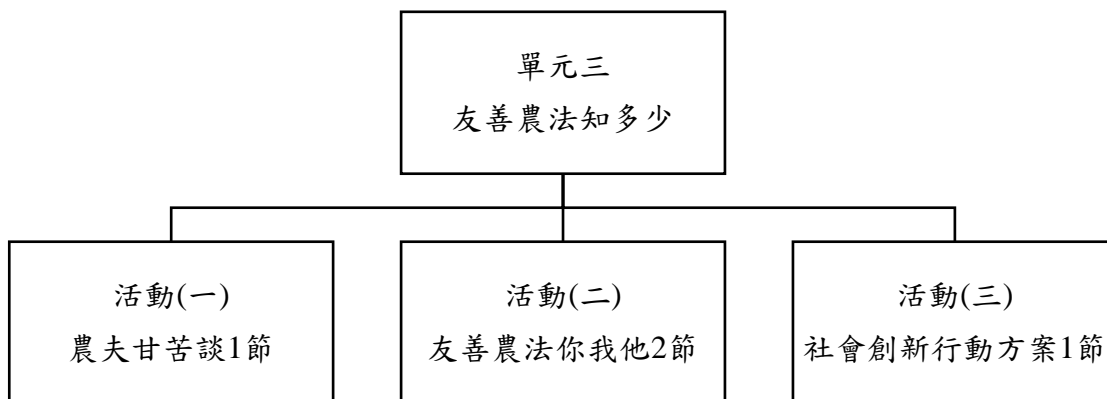 單元三
友善農法知多少
活動(一)
農夫甘苦談1節
活動(二)
友善農法你我他2節
活動(三)
社會創新行動方案1節